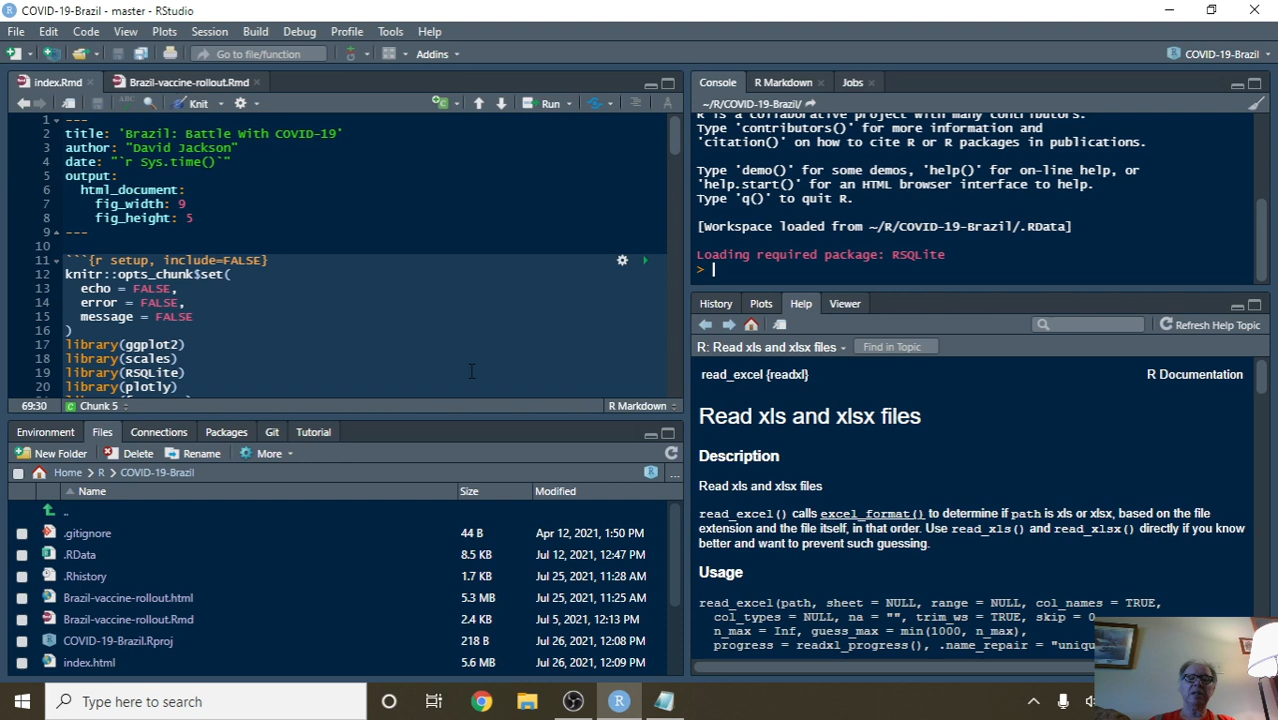 COVID-19-Brazil - master - RStudio
File Edit Code View Plots Session Build Debug Profile Tools Help
Go to file/function Addins COVID-19-Brazil
index.Rmd Brazil-vaccine-rollout.Rmd
ABC Knit Run
1 ---
2 title: 'Brazil: Battle With COVID-19'
3 author: "David Jackson"
4 date: "`r Sys.time()`"
5 output:
6 html_document:
7 fig_width: 9
8 fig_height: 5
9 ---
10
11 ```{r setup, include=FALSE}
12 knitr::opts_chunk$set(
13 echo = FALSE,
14 error = FALSE,
15 message = FALSE
16 )
17 library(ggplot2)
18 library(scales)
19 library(RSQLite)
20 library(plotly)
69:30 Chunk 5 R Markdown
Environment Files Connections Packages Git Tutorial
New Folder Delete Rename More
Home > R > COVID-19-Brazil ...
Name Size Modified
..
.gitignore 44 B Apr 12, 2021, 1:50 PM
.RData 8.5 KB Jul 12, 2021, 12:47 PM
.Rhistory 1.7 KB Jul 25, 2021, 11:28 AM
Brazil-vaccine-rollout.html 5.3 MB Jul 25, 2021, 11:25 AM
Brazil-vaccine-rollout.Rmd 2.4 KB Jul 5, 2021, 12:13 PM
COVID-19-Brazil.Rproj 218 B Jul 26, 2021, 12:08 PM
index.html 5.6 MB Jul 26, 2021, 12:09 PM
Console R Markdown Jobs
~/R/COVID-19-Brazil/
R is a collaborative project with many contributors.
Type 'contributors()' for more information and
'citation()' on how to cite R or R packages in publications.
Type 'demo()' for some demos, 'help()' for on-line help, or
'help.start()' for an HTML browser interface to help.
Type 'q()' to quit R.
[Workspace loaded from ~/R/COVID-19-Brazil/.RData]
Loading required package: RSQLite
>
History Plots Help Viewer
Refresh Help Topic
R: Read xls and xlsx files Find in Topic
read_excel {readxl} R Documentation
Read xls and xlsx files
Description
Read xls and xlsx files
read_excel() calls excel_format() to determine if path is xls or xlsx, based on the file
extension and the file itself, in that order. Use read_xls() and read_xlsx() directly if you know
better and want to prevent such guessing.
Usage
read_excel(path, sheet = NULL, range = NULL, col_names = TRUE,
col_types = NULL, na = "", trim_ws = TRUE, skip = 0
n_max = Inf, guess_max = min(1000, n_max),
progress = readxl_progress(), .name_repair = "uniqu
Type here to search